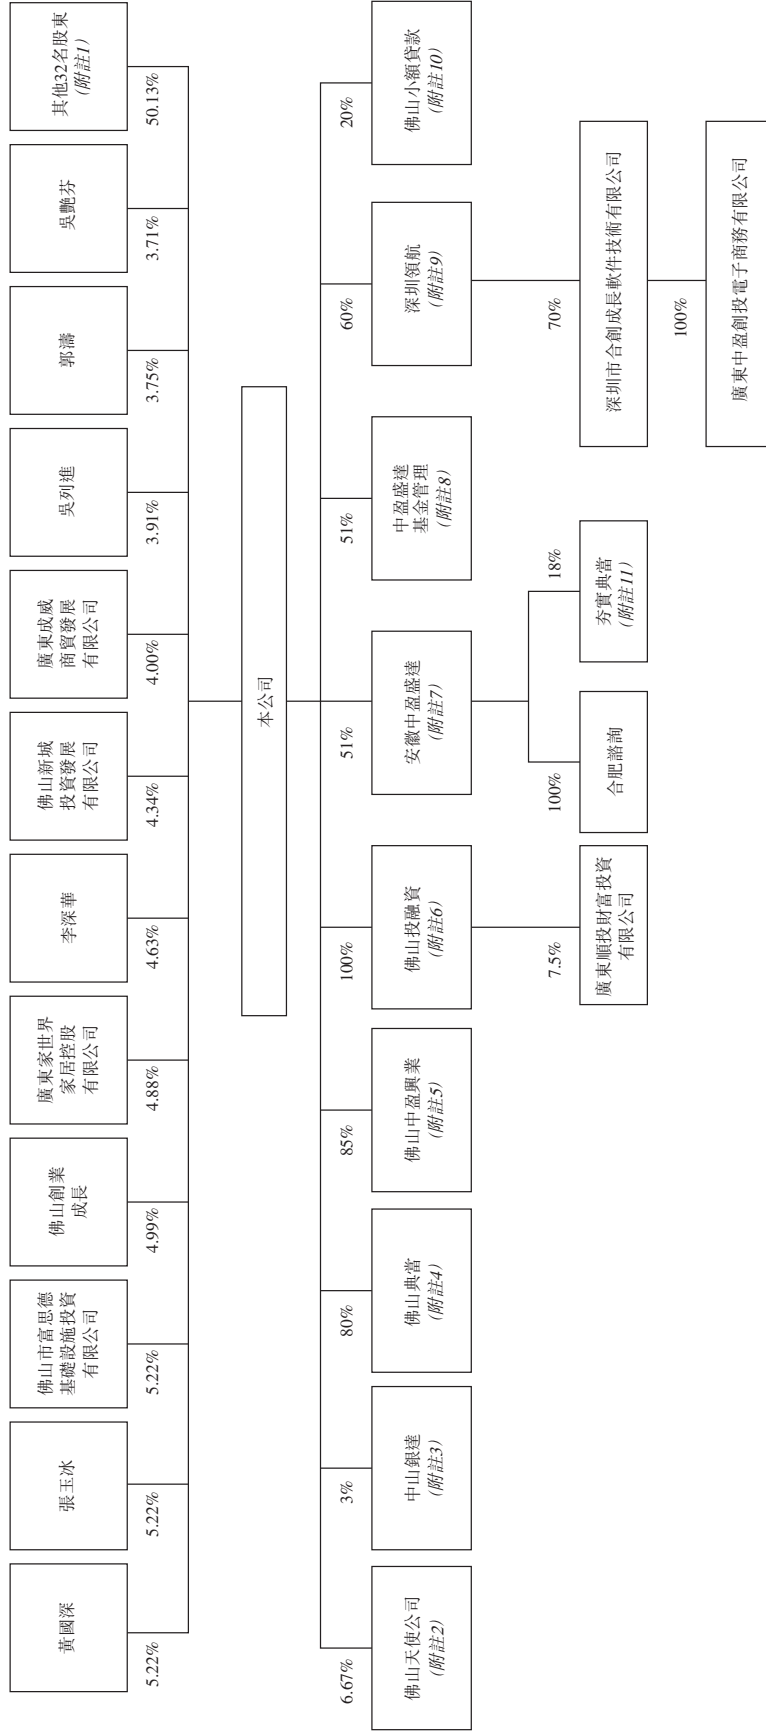 黃國深
張玉冰
佛山市富思德
基礎設施投資
有限公司
佛山創業
成長
廣東家世界
家居控股
有限公司
李深華
佛山新城
投資發展
有限公司
廣東成威
商貿發展
有限公司
吳列進
郭濤
吳艷芬
其他32名股東
(附註1)
5.22%
5.22%
5.22%
4.99%
4.88%
4.63%
4.34%
4.00%
3.91%
3.75%
3.71%
50.13%
本公司
6.67%
3%
80%
85%
100%
51%
51%
60%
20%
佛山天使公司
(附註2)
中山銀達
(附註3)
佛山典當
(附註4)
佛山中盈興業
(附註5)
佛山投融資
(附註6)
安徽中盈盛達
(附註7)
中盈盛達
基金管理
(附註8)
深圳領航
(附註9)
佛山小額貸款
(附註10)
7.5%
100%
18%
70%
廣東順投財富投資
有限公司
合肥諮詢
夯實典當
(附註11)
深圳市合創成長軟件技術有限公司
100%
廣東中盈創投電子商務有限公司